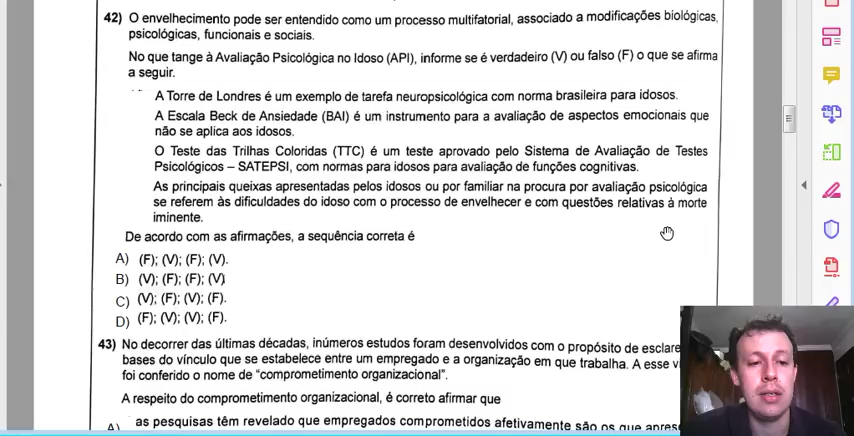 42) O envelhecimento pode ser entendido como um processo multifatorial, associado a modificações biológicas,
psicológicas, funcionais e sociais.
No que tange à Avaliação Psicológica no Idoso (API), informe se é verdadeiro (V) ou falso (F) o que se afirma
a seguir.
A Torre de Londres é um exemplo de tarefa neuropsicológica com norma brasileira para idosos.
A Escala Beck de Ansiedade (BAI) é um instrumento para a avaliação de aspectos emocionais que
não se aplica aos idosos.
O Teste das Trilhas Coloridas (TTC) é um teste aprovado pelo Sistema de Avaliação de Testes
Psicológicos – SATEPSI, com normas para idosos para avaliação de funções cognitivas.
As principais queixas apresentadas pelos idosos ou por familiar na procura por avaliação psicológica
se referem às dificuldades do idoso com o processo de envelhecer e com questões relativas à morte
iminente.
De acordo com as afirmações, a sequência correta é
A) (F); (V); (F); (V).
B) (V); (F); (F); (V)
C) (V); (F); (V); (F).
D) (F); (V); (V); (F).
43) No decorrer das últimas décadas, inúmeros estudos foram desenvolvidos com o propósito de esclare
bases do vínculo que se estabelece entre um empregado e a organização em que trabalha. A esse v
foi conferido o nome de “comprometimento organizacional”.
A respeito do comprometimento organizacional, é correto afirmar que
A) as pesquisas têm revelado que empregados comprometidos afetivamente são os que apres